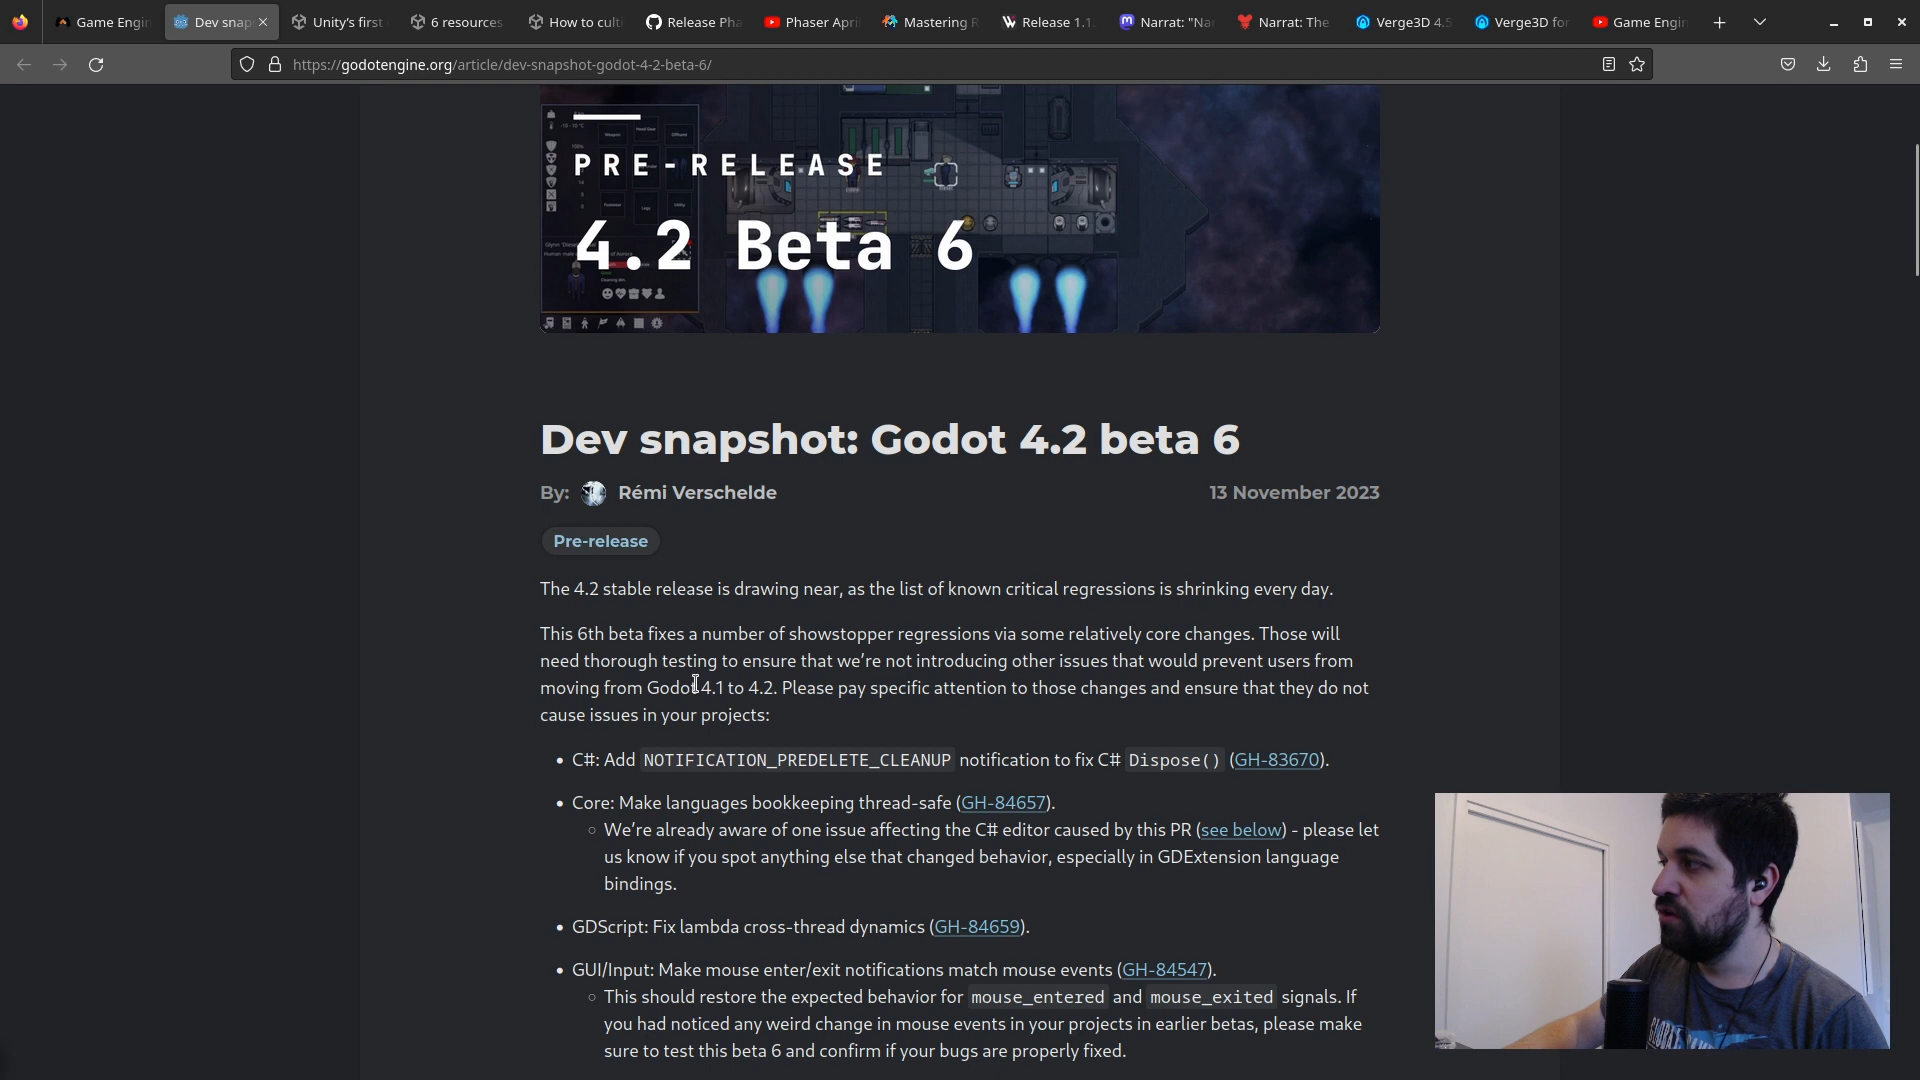 Game Engin
Dev snap
Unity's first
6 resources
How to culti
Release Pha
Phaser Apri
Mastering R
Release 1.1.
Narrat: "Nar
Narrat: The
Verge3D 4.5
Verge3D for
Game Engin
https://godotengine.org/article/dev-snapshot-godot-4-2-beta-6/
PRE-RELEASE
4.2 Beta 6
Dev snapshot: Godot 4.2 beta 6
By: Rémi Verschelde
13 November 2023
Pre-release
The 4.2 stable release is drawing near, as the list of known critical regressions is shrinking every day.
This 6th beta fixes a number of showstopper regressions via some relatively core changes. Those will
need thorough testing to ensure that we're not introducing other issues that would prevent users from
moving from Godot 4.1 to 4.2. Please pay specific attention to those changes and ensure that they do not
cause issues in your projects:
• C#: Add NOTIFICATION_PREDELETE_CLEANUP notification to fix C# Dispose() (GH-83670).
• Core: Make languages bookkeeping thread-safe (GH-84657).
○ We're already aware of one issue affecting the C# editor caused by this PR (see below) - please let
us know if you spot anything else that changed behavior, especially in GDExtension language
bindings.
• GDScript: Fix lambda cross-thread dynamics (GH-84659).
• GUI/Input: Make mouse enter/exit notifications match mouse events (GH-84547).
○ This should restore the expected behavior for mouse_entered and mouse_exited signals. If
you had noticed any weird change in mouse events in your projects in earlier betas, please make
sure to test this beta 6 and confirm if your bugs are properly fixed.